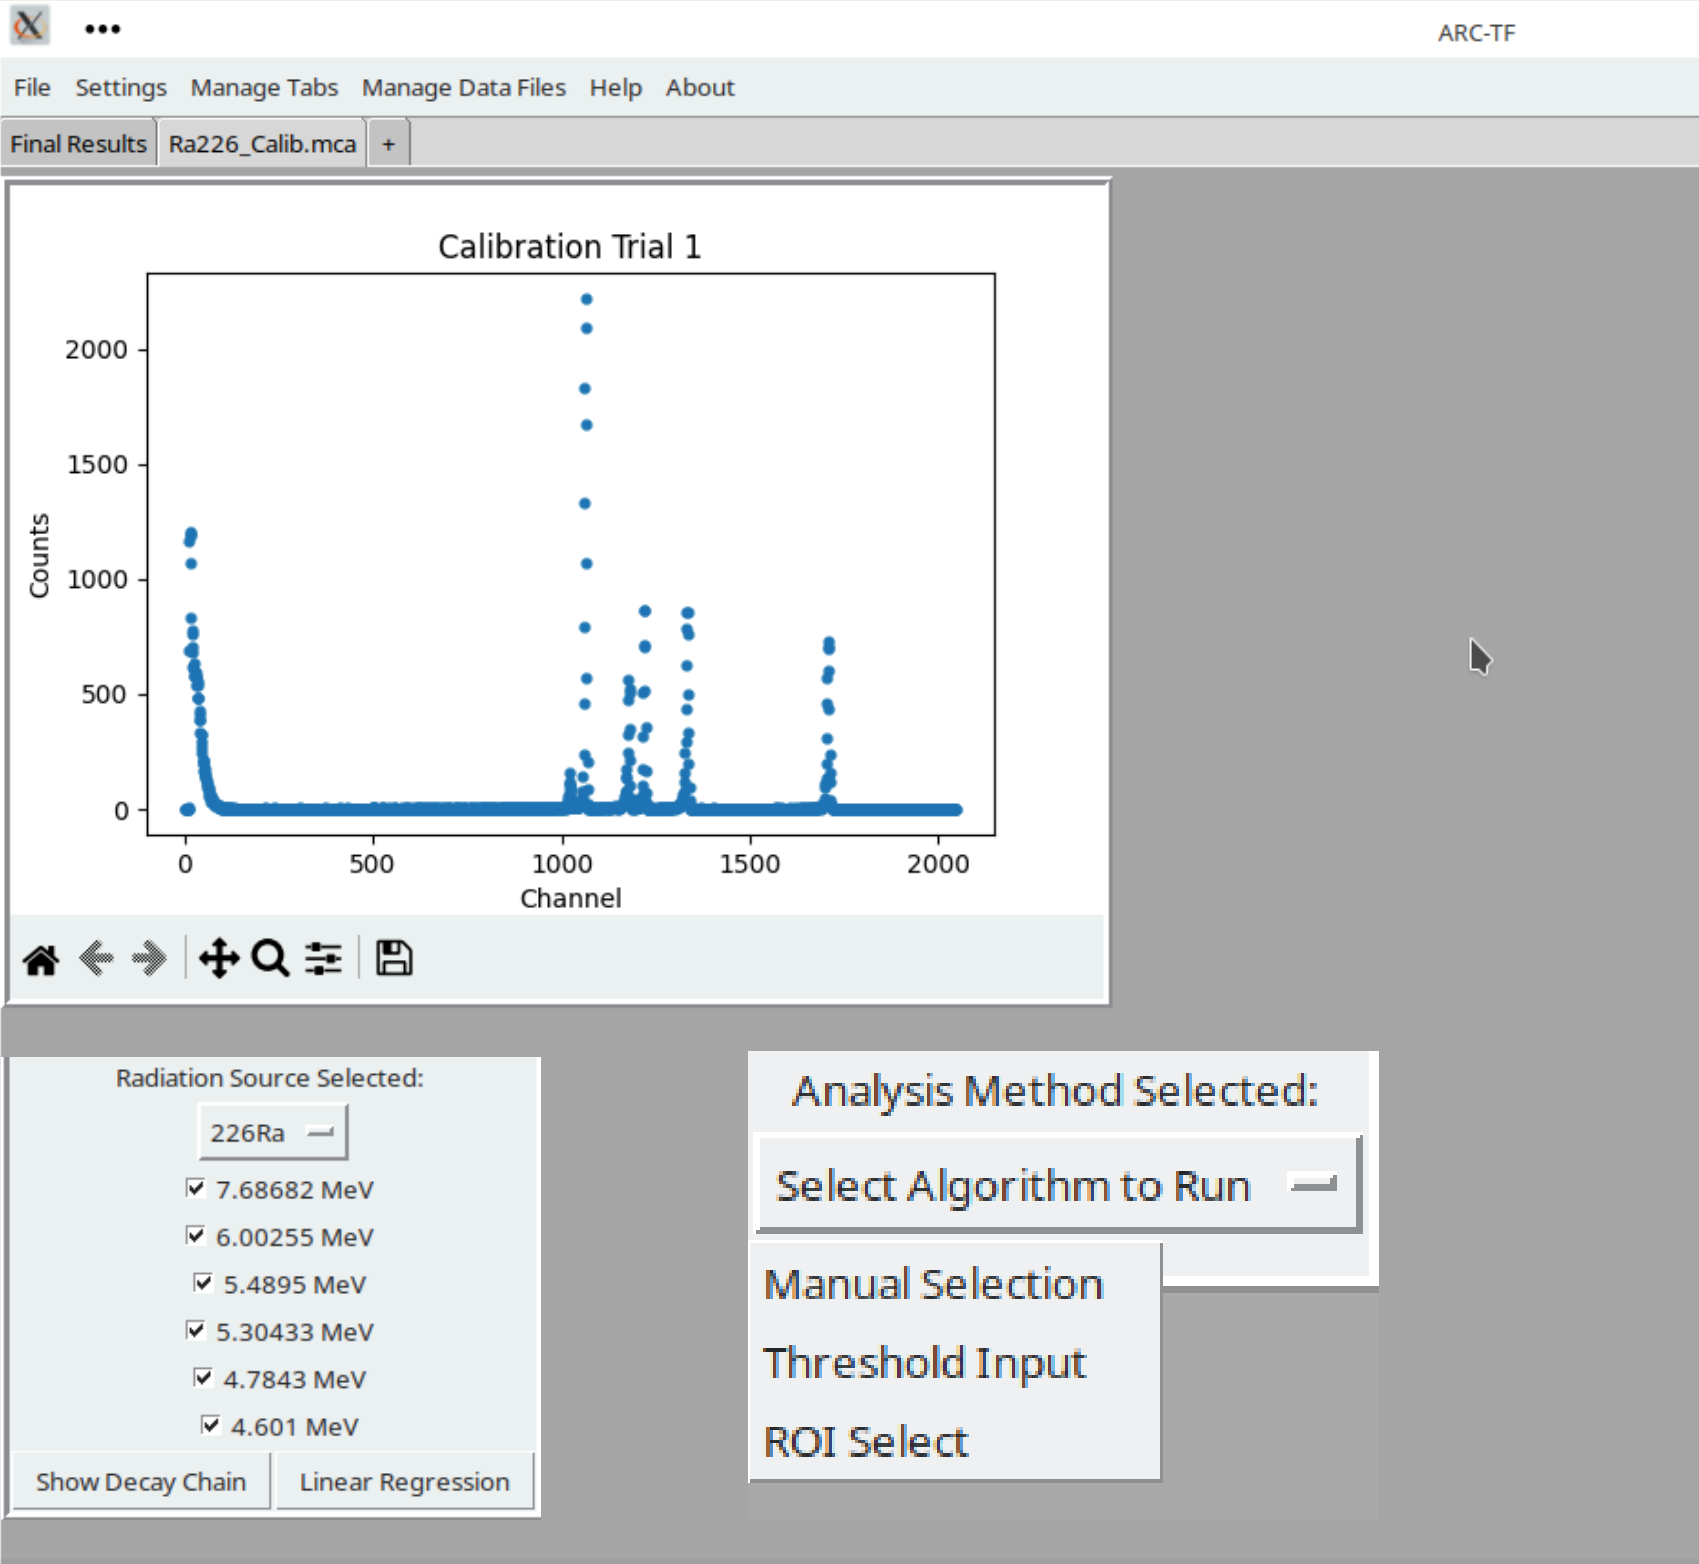 ARC-TF
File Settings Manage Tabs Manage Data Files Help About
Final Results Ra226_Calib.mca +
Calibration Trial 1
2000
1500
1000
500
0
Counts
0 500 1000 1500 2000
Channel
Radiation Source Selected:
226Ra
7.68682 MeV
6.00255 MeV
5.4895 MeV
5.30433 MeV
4.7843 MeV
4.601 MeV
Show Decay Chain Linear Regression
Analysis Method Selected:
Select Algorithm to Run
Manual Selection
Threshold Input
ROI Select